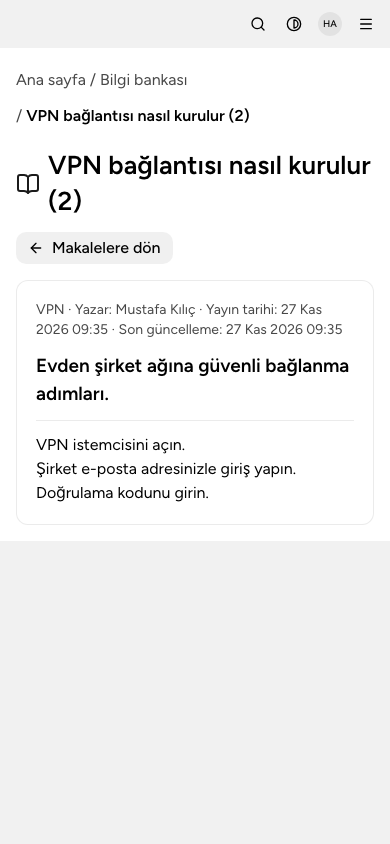 HA
Ana sayfa / Bilgi bankası
/ VPN bağlantısı nasıl kurulur (2)
VPN bağlantısı nasıl kurulur
(2)
Makalelere dön
VPN · Yazar: Mustafa Kılıç · Yayın tarihi: 27 Kas
2026 09:35 · Son güncelleme: 27 Kas 2026 09:35
Evden şirket ağına güvenli bağlanma
adımları.
VPN istemcisini açın.
Şirket e-posta adresinizle giriş yapın.
Doğrulama kodunu girin.